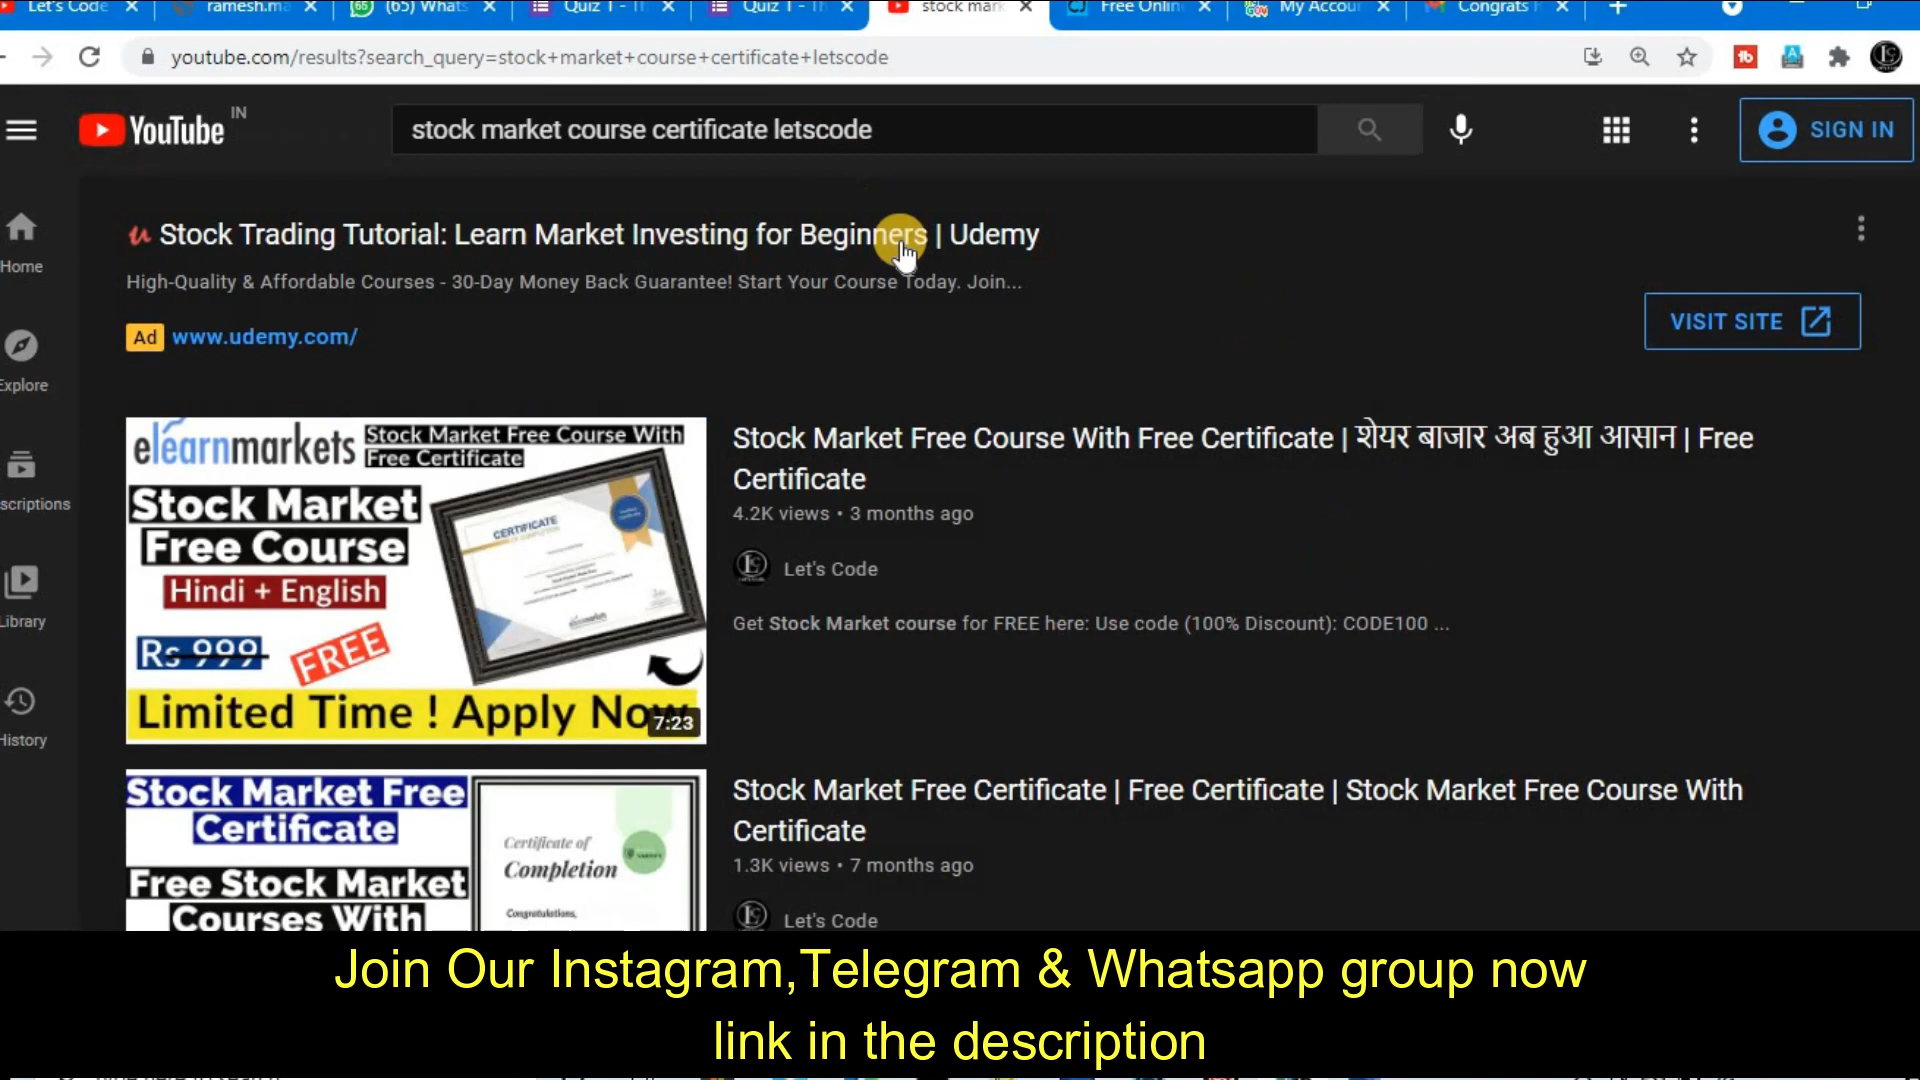 Let's Code
ramesh.ma
(65) Whats
Quiz 1 - Th
Quiz 1 - Th
stock mark
Free Onlin
My Accou
Congrats
youtube.com/results?search_query=stock+market+course+certificate+letscode
YouTube IN
stock market course certificate letscode
SIGN IN
Stock Trading Tutorial: Learn Market Investing for Beginners | Udemy
High-Quality & Affordable Courses - 30-Day Money Back Guarantee! Start Your Course Today. Join...
Ad www.udemy.com/
VISIT SITE
Home
Explore
scriptions
Library
History
elearnmarkets
Stock Market Free Course With
Free Certificate
Stock Market
Free Course
Hindi + English
Rs 999
FREE
CERTIFICATE
Limited Time ! Apply Now
7:23
Stock Market Free Course With Free Certificate | शेयर बाजार अब हुआ आसान | Free
Certificate
4.2K views • 3 months ago
Let's Code
Get Stock Market course for FREE here: Use code (100% Discount): CODE100 ...
Stock Market Free
Certificate
Free Stock Market
Courses With
Certificate of
Completion
Congratulations,
Stock Market Free Certificate | Free Certificate | Stock Market Free Course With
Certificate
1.3K views • 7 months ago
Let's Code
Join Our Instagram,Telegram & Whatsapp group now
link in the description